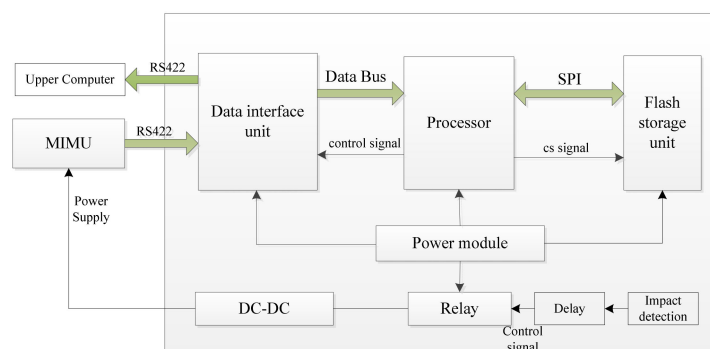 RS422
Upper Computer
Data interface
unit
Data Bus
Processor
SPI
Flash
storage
unit
MIMU
RS422
control signal
cs signal
Power
Supply
Power module
DC-DC
Relay
Delay
Impact
detection
Control
signal